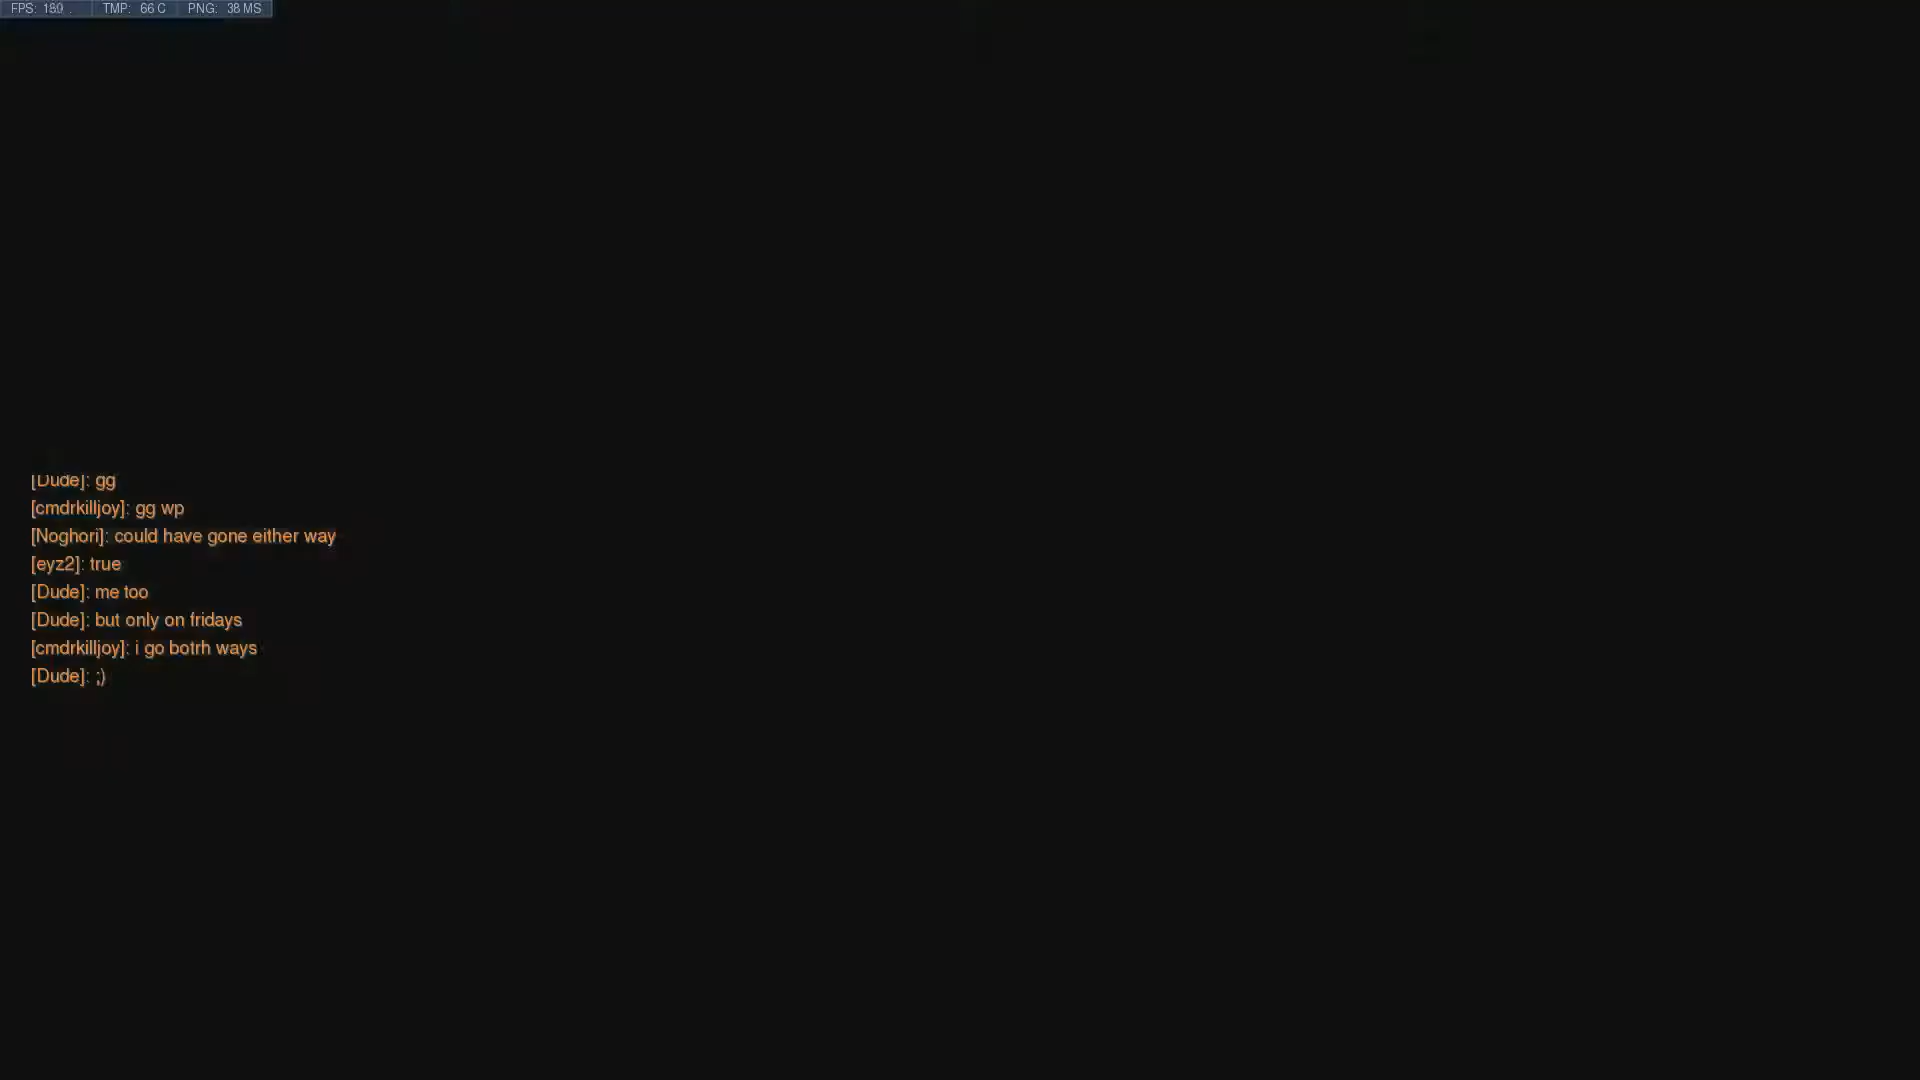 FPS: 180 TMP: 66 C PNG: 38 MS
[Dude]: gg
[cmdrkilljoy]: gg wp
[Noghori]: could have gone either way
[eyz2]: true
[Dude]: me too
[Dude]: but only on fridays
[cmdrkilljoy]: i go botrh ways
[Dude]: ;)